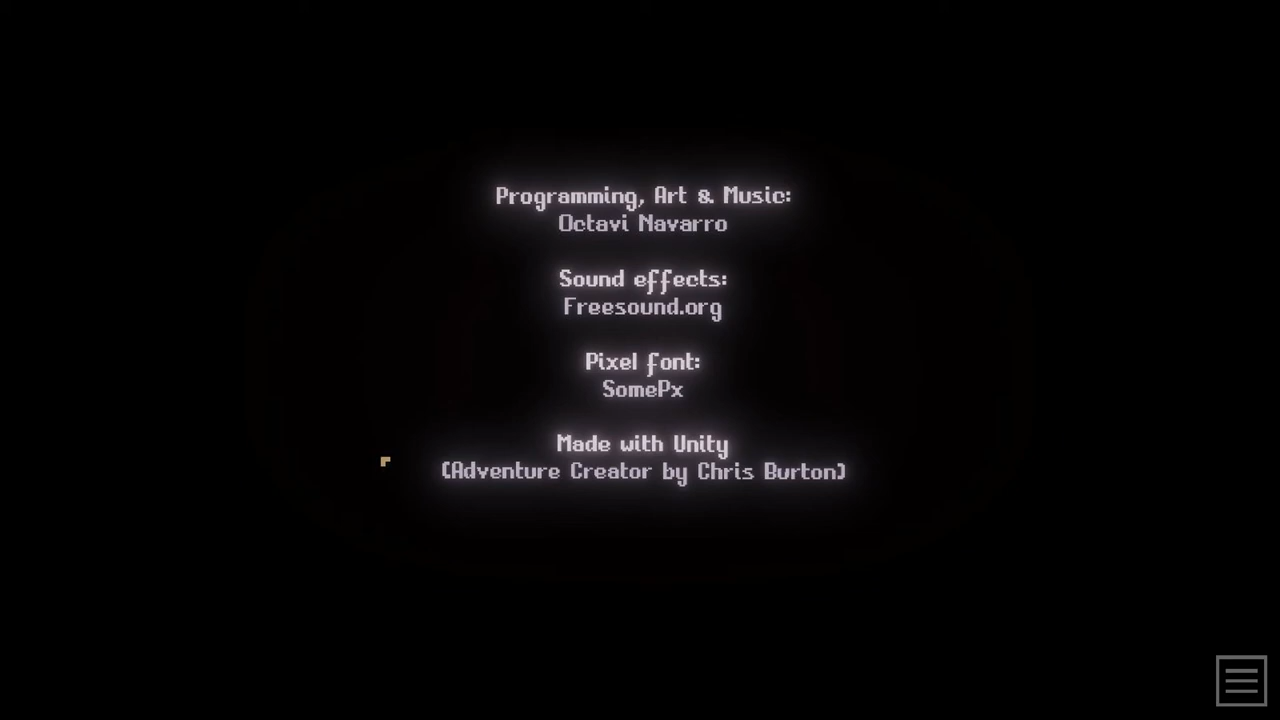 Programming, Art & Music:
Octavi Navarro
Sound effects:
Freesound.org
Pixel font:
SomePx
Made with Unity
(Adventure Creator by Chris Burton)